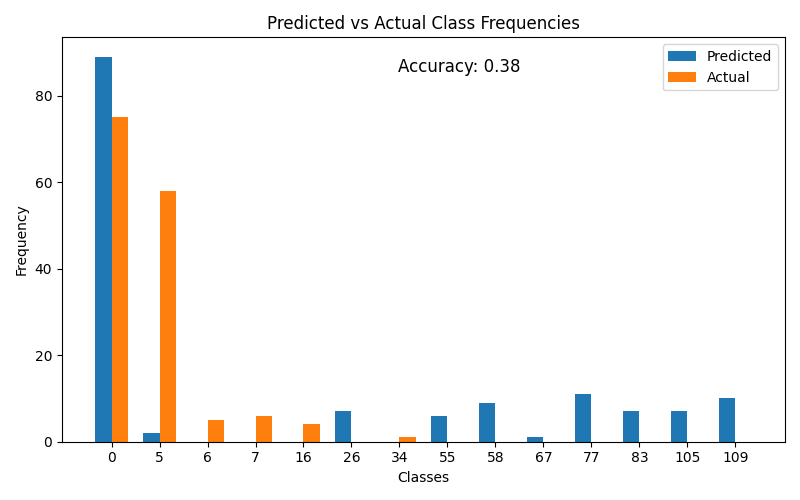 Predicted vs Actual Class Frequencies
Accuracy: 0.38
Predicted
Actual
80
60
40
20
0
Frequency
0 5 6 7 16 26 34 55 58 67 77 83 105 109
Classes